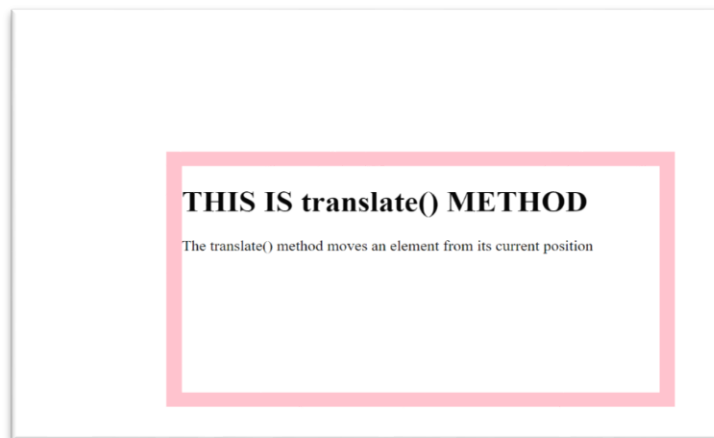 THIS IS translate() METHOD
The translate() method moves an element from its current position